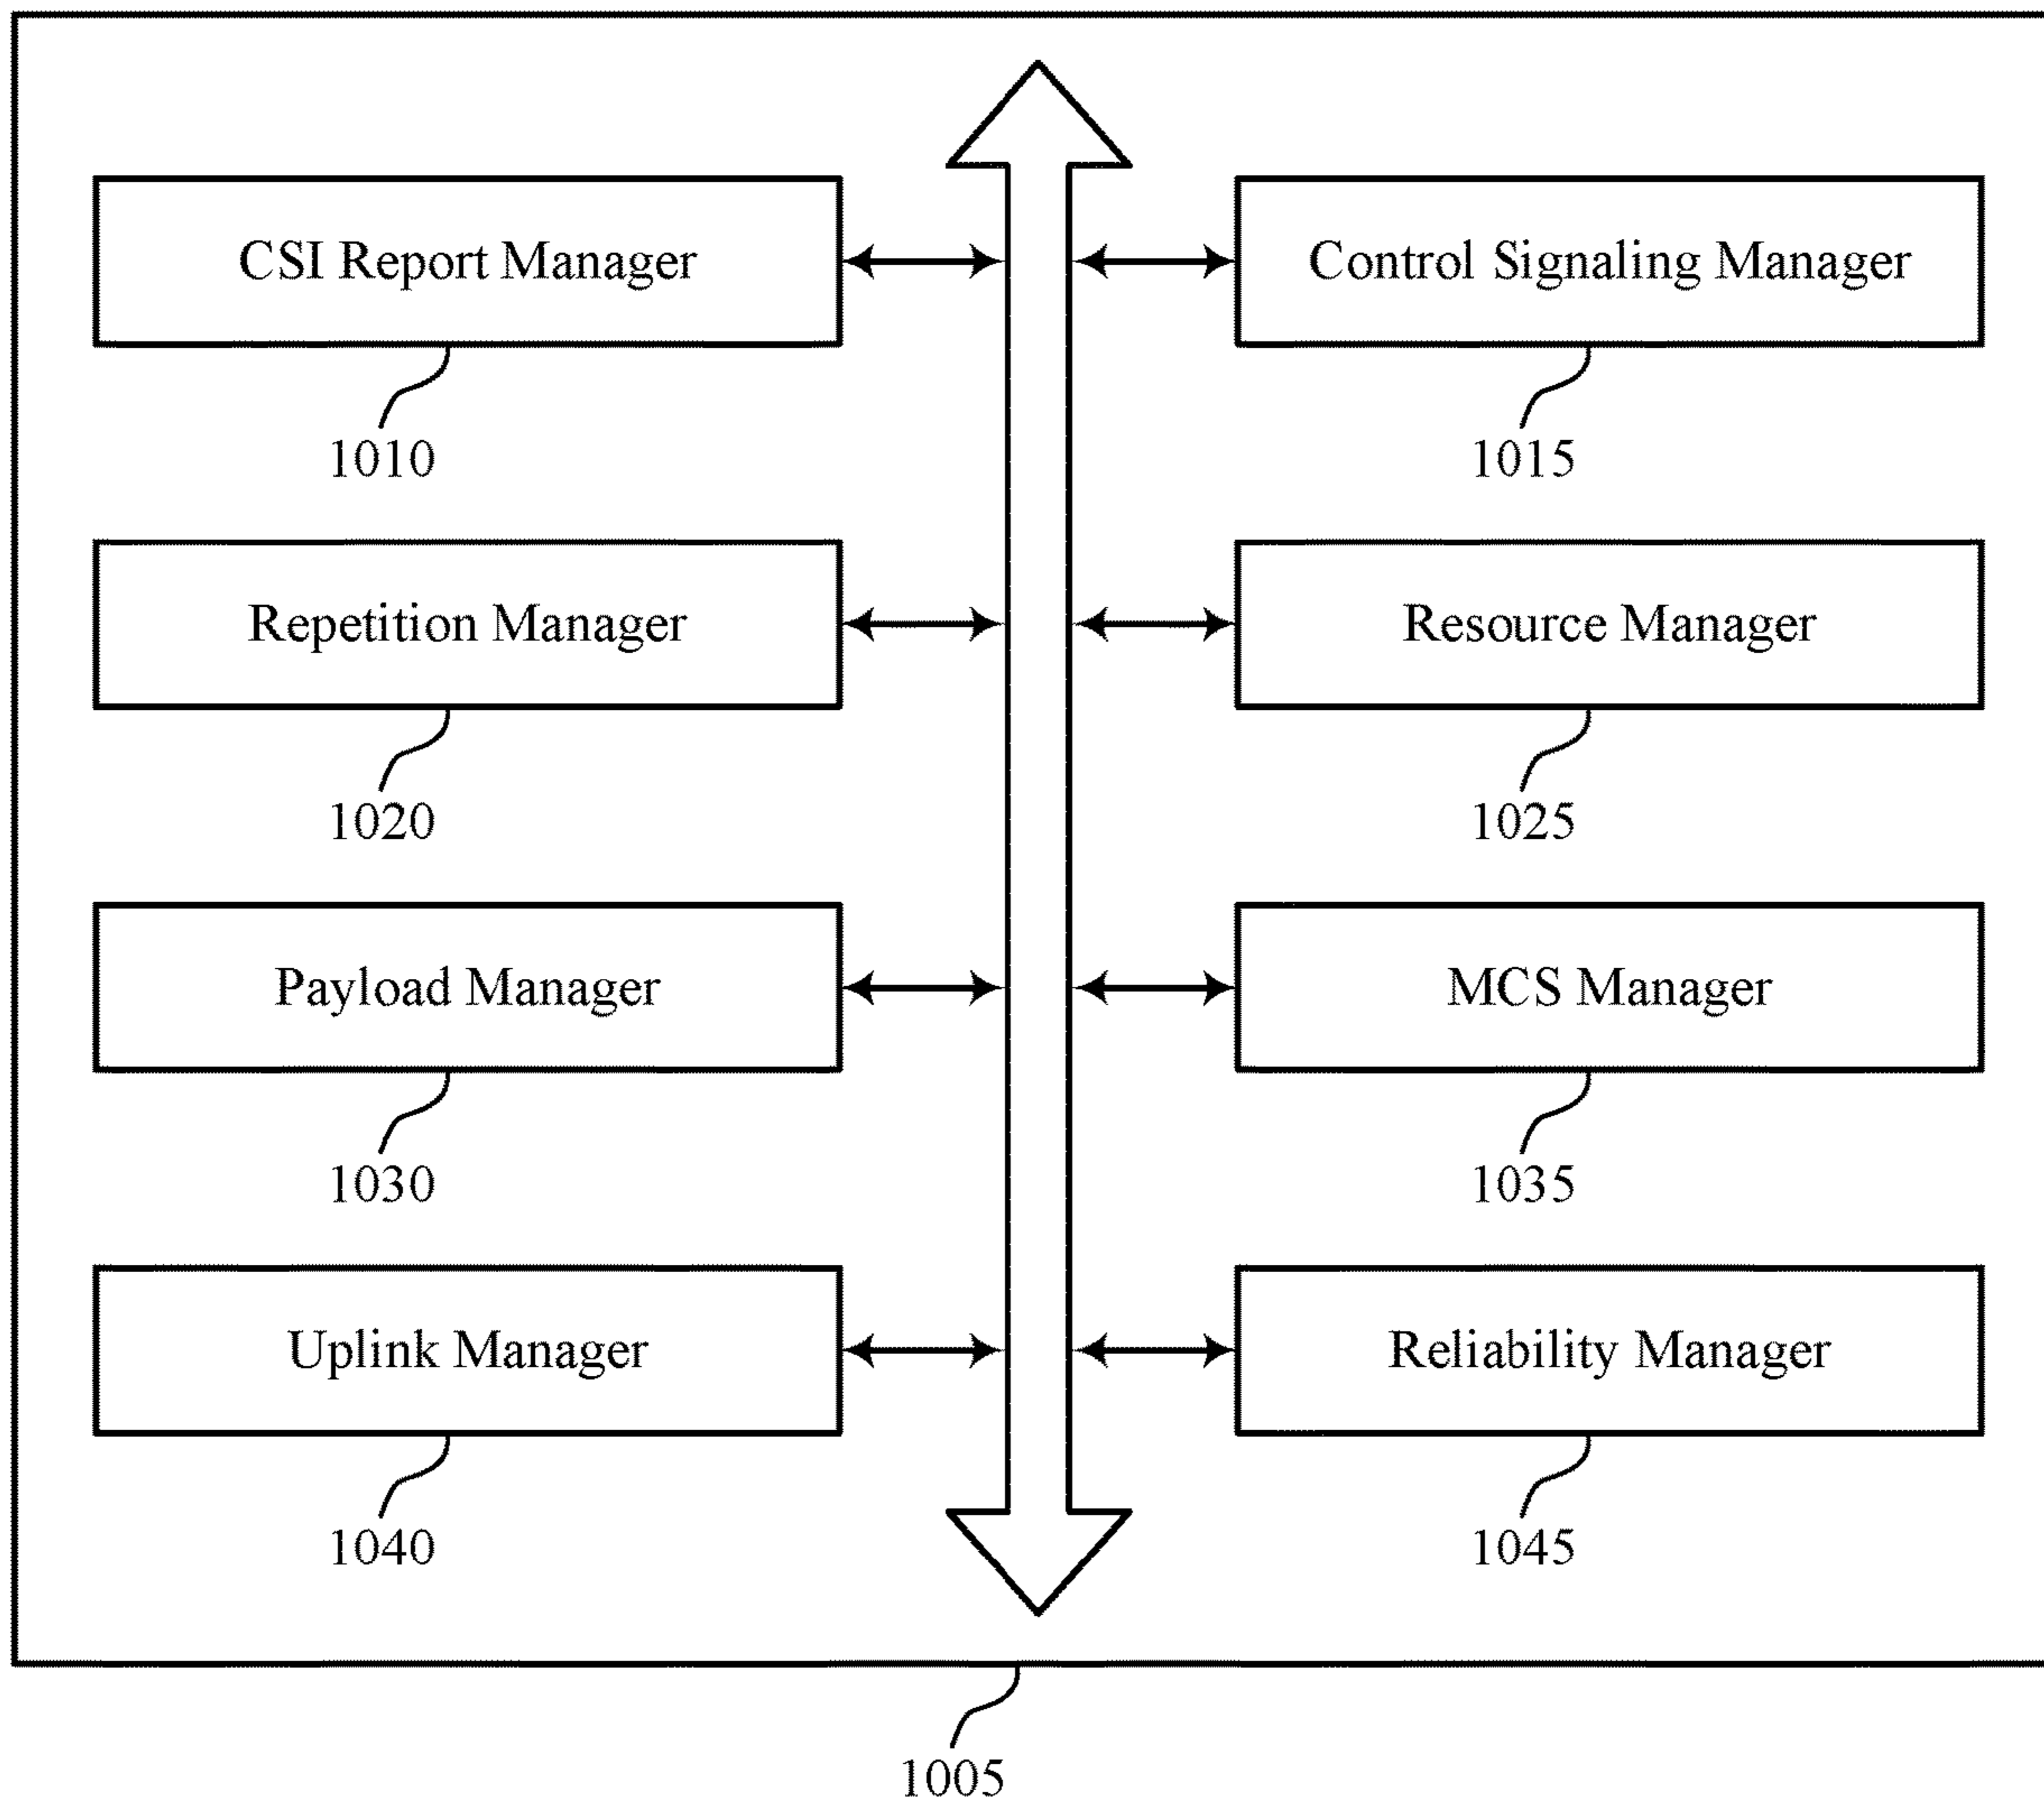 CSI Report Manager
Control Signaling Manager
1010
1015
Repetition Manager
Resource Manager
1020
1025
Payload Manager
MCS Manager
1030
1035
Uplink Manager
Reliability Manager
1040
1045
1005